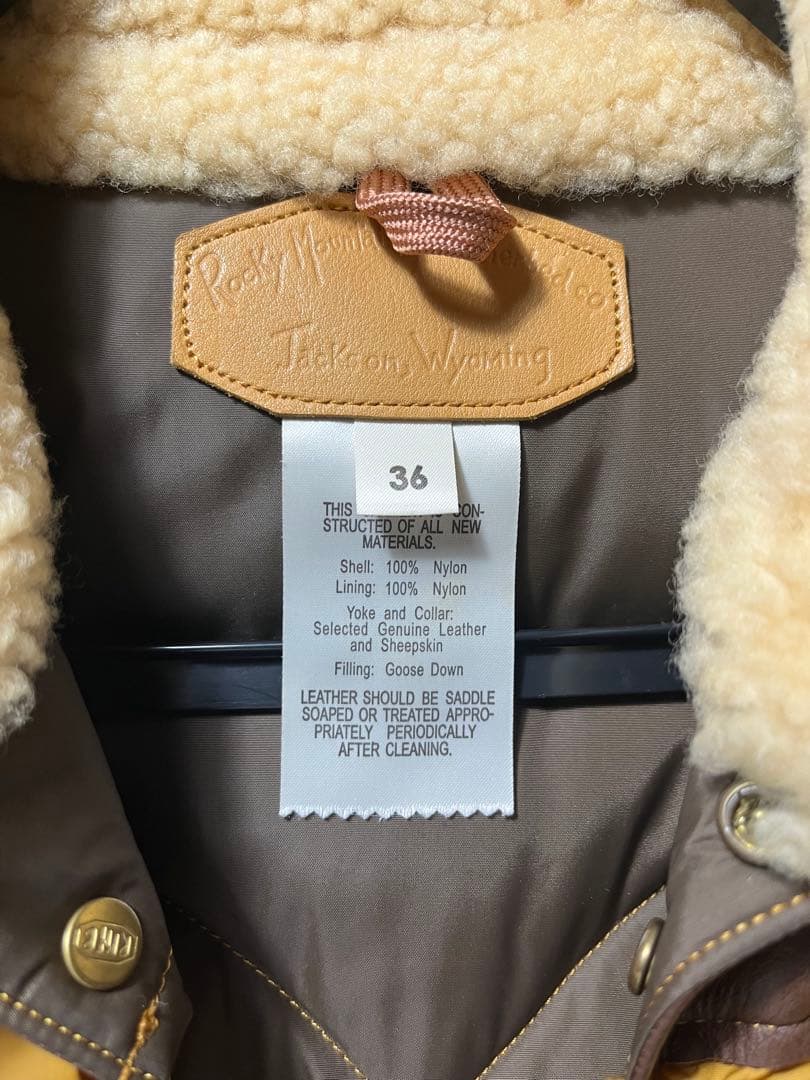 Rocky Mountai
co
Jackson, Wyoming
36
THIS CON-
STRUCTED OF ALL NEW
MATERIALS.
Shell: 100% Nylon
Lining: 100% Nylon
Yoke and Collar:
Selected Genuine Leather
and Sheepskin
Filling: Goose Down
LEATHER SHOULD BE SADDLE
SOAPED OR TREATED APPRO-
PRIATELY PERIODICALLY
AFTER CLEANING.